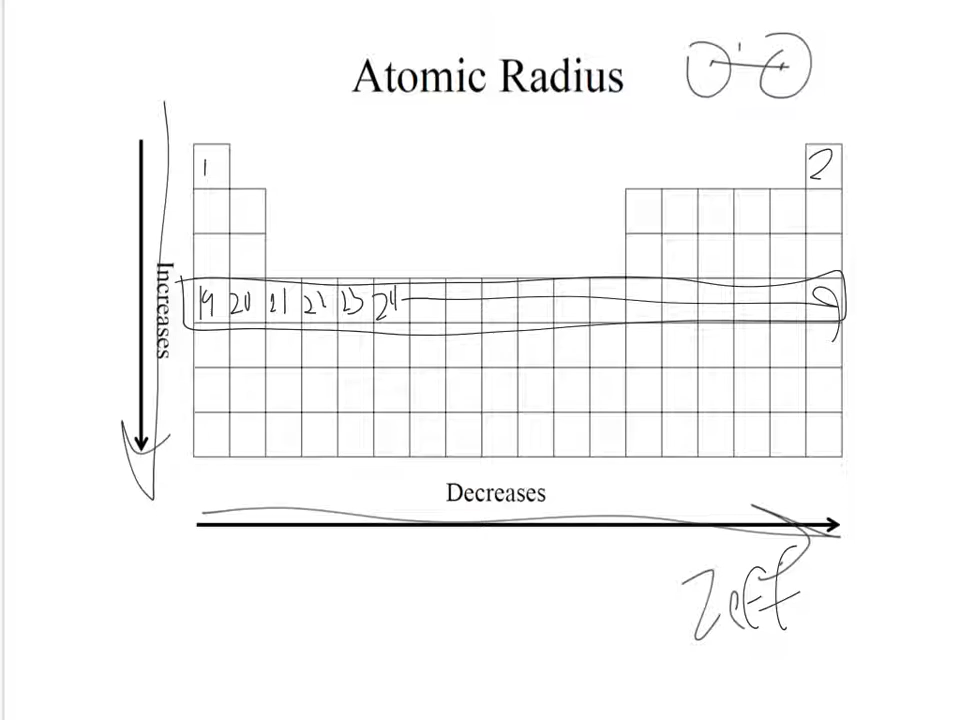 Atomic Radius
1 2
Increases
19 20 21 22 23 24
Decreases
Zeff